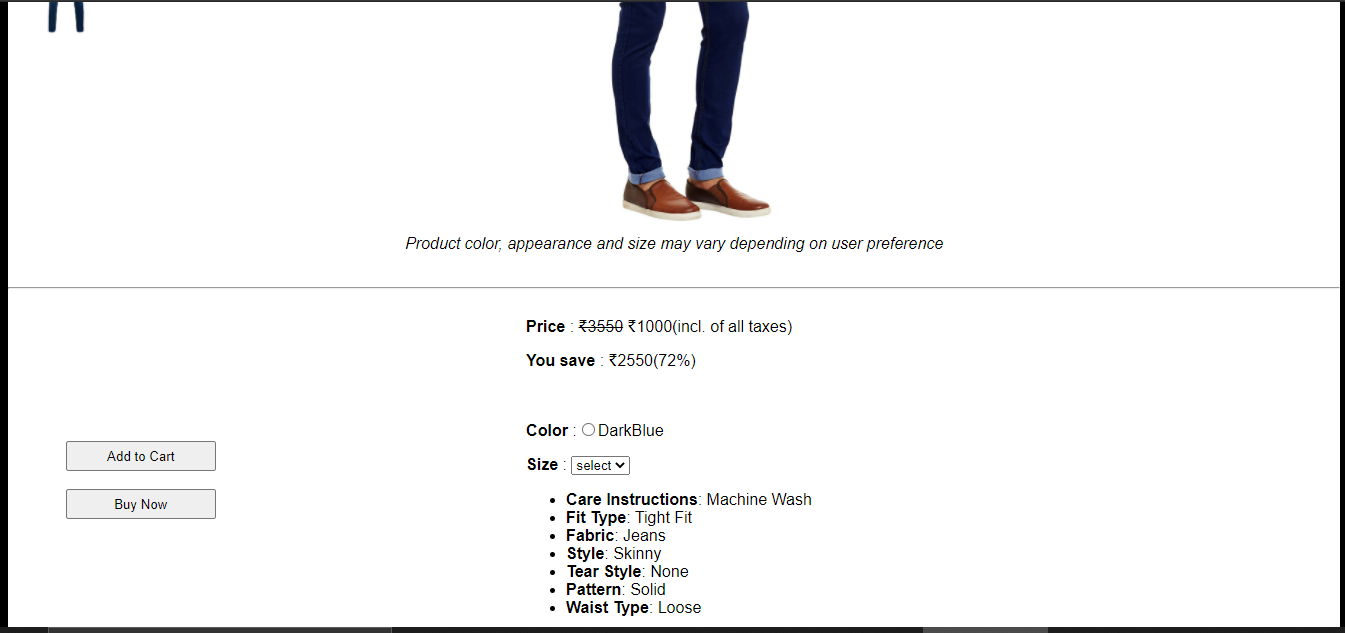 Product color, appearance and size may vary depending on user preference
Price : ₹3550 ₹1000(incl. of all taxes)
You save : ₹2550(72%)
Color : DarkBlue
Size : select
Add to Cart
Buy Now
Care Instructions: Machine Wash
Fit Type: Tight Fit
Fabric: Jeans
Style: Skinny
Tear Style: None
Pattern: Solid
Waist Type: Loose